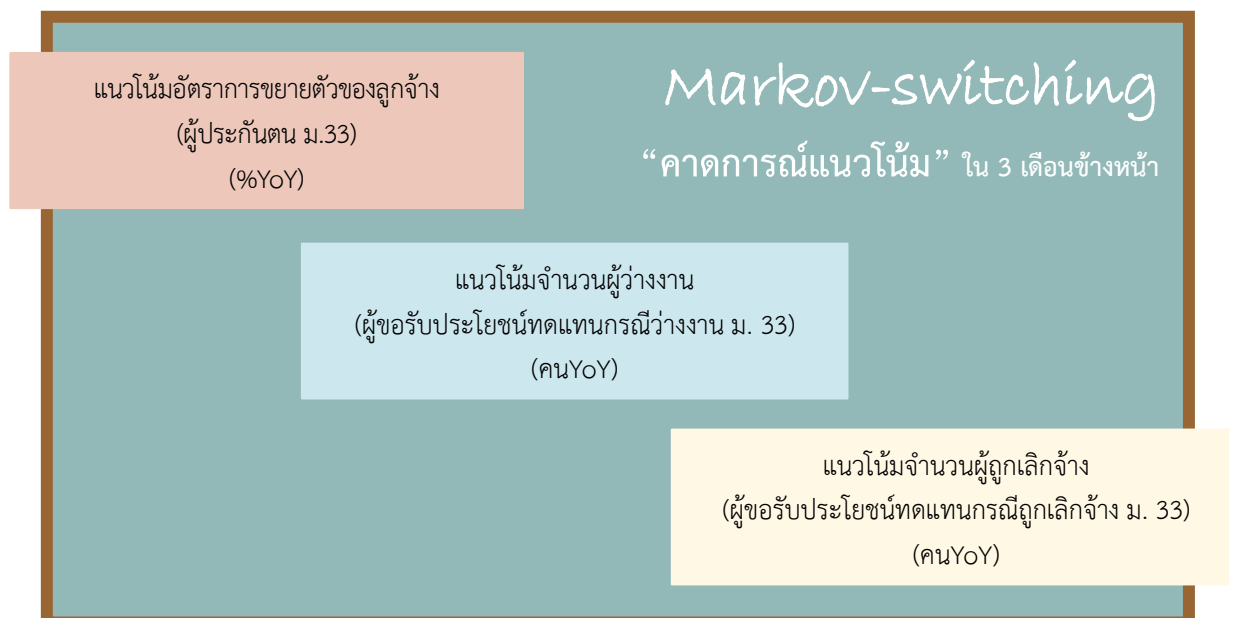 Markov-switching
“คาดการณ์แนวโน้ม” ใน 3 เดือนข้างหน้า
แนวโน้มอัตราการขยายตัวของลูกจ้าง
(ผู้ประกันตน ม.33)
(%YoY)
แนวโน้มจำนวนผู้ว่างงาน
(ผู้ขอรับประโยชน์ทดแทนกรณีว่างงาน ม. 33)
(คนYoY)
แนวโน้มจำนวนผู้ถูกเลิกจ้าง
(ผู้ขอรับประโยชน์ทดแทนกรณีถูกเลิกจ้าง ม. 33)
(คนYoY)